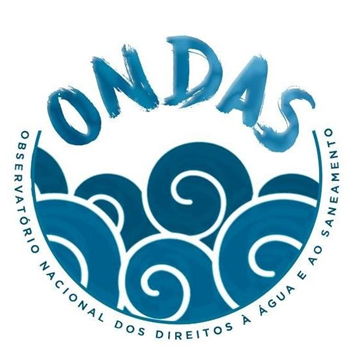 ONDAS
OBSERVATÓRIO NACIONAL DOS DIREITOS À ÁGUA E AO SANEAMENTO